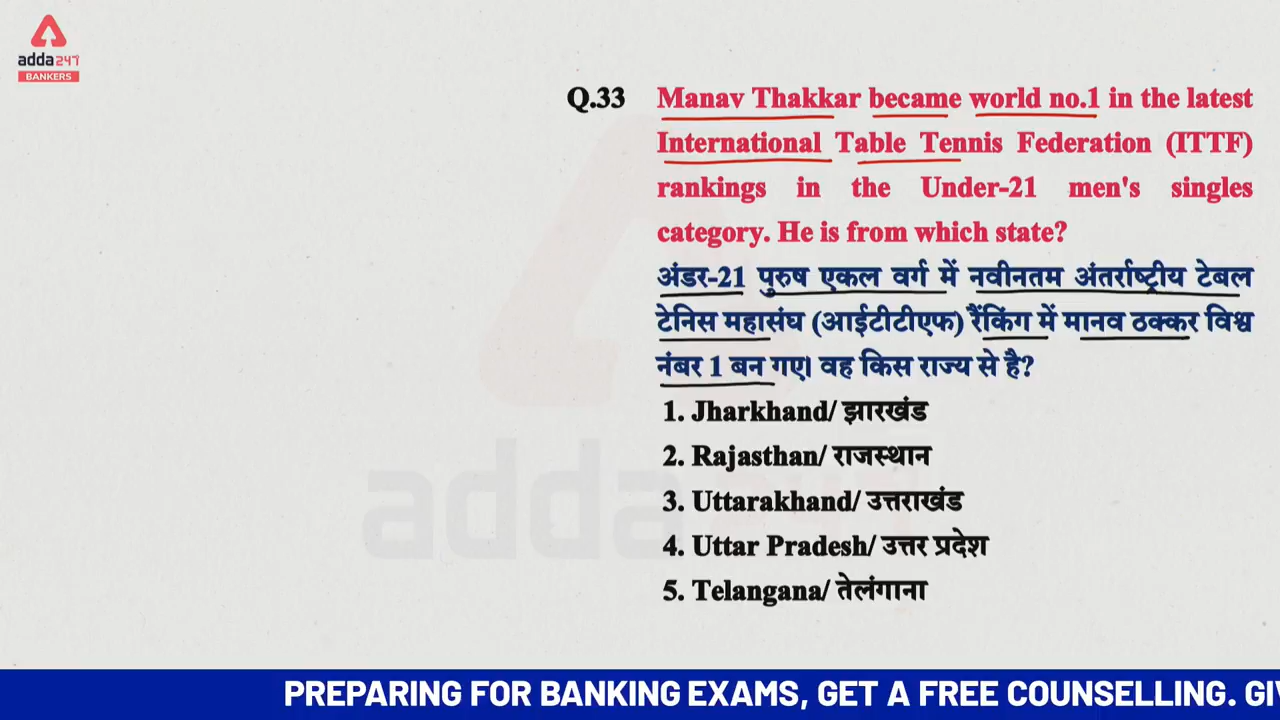 adda247
BANKERS
Q.33 Manav Thakkar became world no.1 in the latest
International Table Tennis Federation (ITTF)
rankings in the Under-21 men's singles
category. He is from which state?
अंडर-21 पुरुष एकल वर्ग में नवीनतम अंतर्राष्ट्रीय टेबल
टेनिस महासंघ (आईटीटीएफ) रैंकिंग में मानव ठक्कर विश्व
नंबर 1 बन गए। वह किस राज्य से है?
1. Jharkhand/ झारखंड
2. Rajasthan/ राजस्थान
3. Uttarakhand/ उत्तराखंड
4. Uttar Pradesh/ उत्तर प्रदेश
5. Telangana/ तेलंगाना
adda247
PREPARING FOR BANKING EXAMS, GET A FREE COUNSELLING. GI